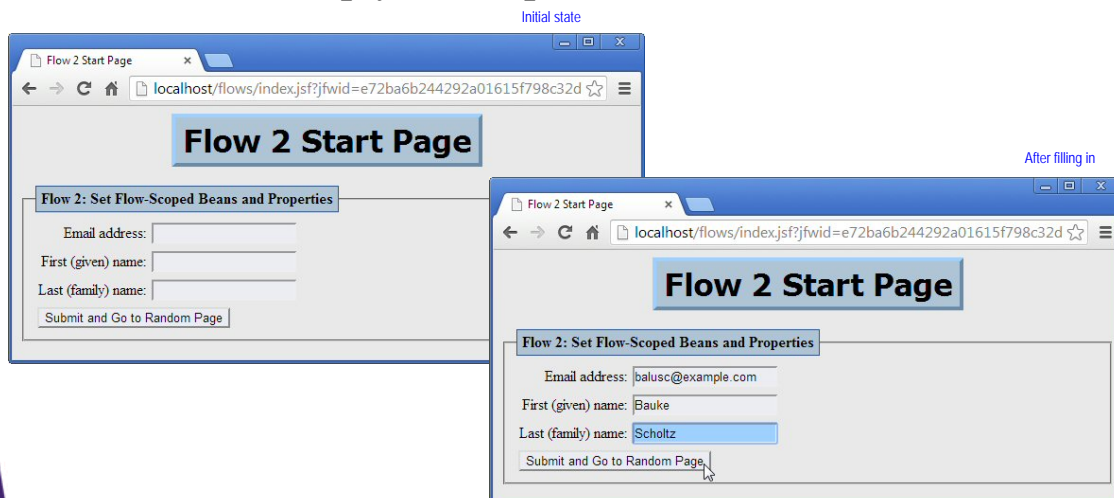 Initial state
Flow 2 Start Page
localhost/flows/index.jsf?jfwid=e72ba6b244292a01615f798c32d
Flow 2 Start Page
Flow 2: Set Flow-Scoped Beans and Properties
Email address:
First (given) name:
Last (family) name:
Submit and Go to Random Page
After filling in
Flow 2 Start Page
localhost/flows/index.jsf?jfwid=e72ba6b244292a01615f798c32d
Flow 2 Start Page
Flow 2: Set Flow-Scoped Beans and Properties
Email address: balusc@example.com
First (given) name: Bauke
Last (family) name: Scholtz
Submit and Go to Random Page